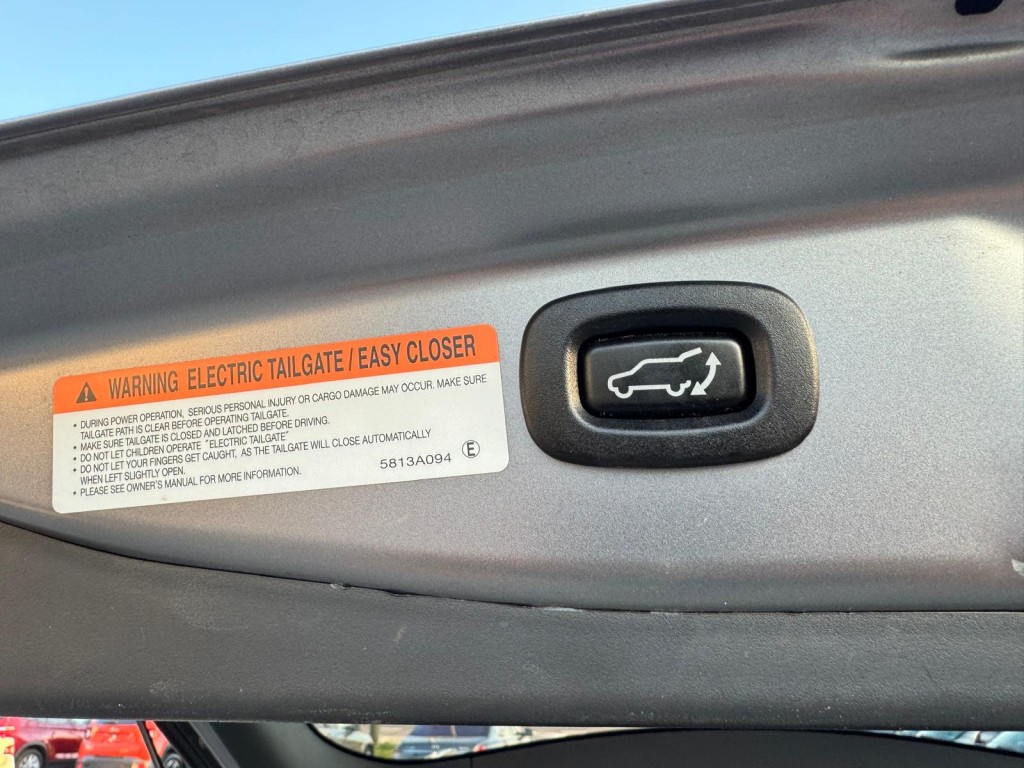 WARNING ELECTRIC TAILGATE / EASY CLOSER
• DURING POWER OPERATION, SERIOUS PERSONAL INJURY OR CARGO DAMAGE MAY OCCUR. MAKE SURE
TAILGATE PATH IS CLEAR BEFORE OPERATING TAILGATE.
• MAKE SURE TAILGATE IS CLOSED AND LATCHED BEFORE DRIVING.
• DO NOT LET CHILDREN OPERATE "ELECTRIC TAILGATE"
• DO NOT LET YOUR FINGERS GET CAUGHT, AS THE TAILGATE WILL CLOSE AUTOMATICALLY
WHEN LEFT SLIGHTLY OPEN.
• PLEASE SEE OWNER'S MANUAL FOR MORE INFORMATION.
5813A094 Ⓔ